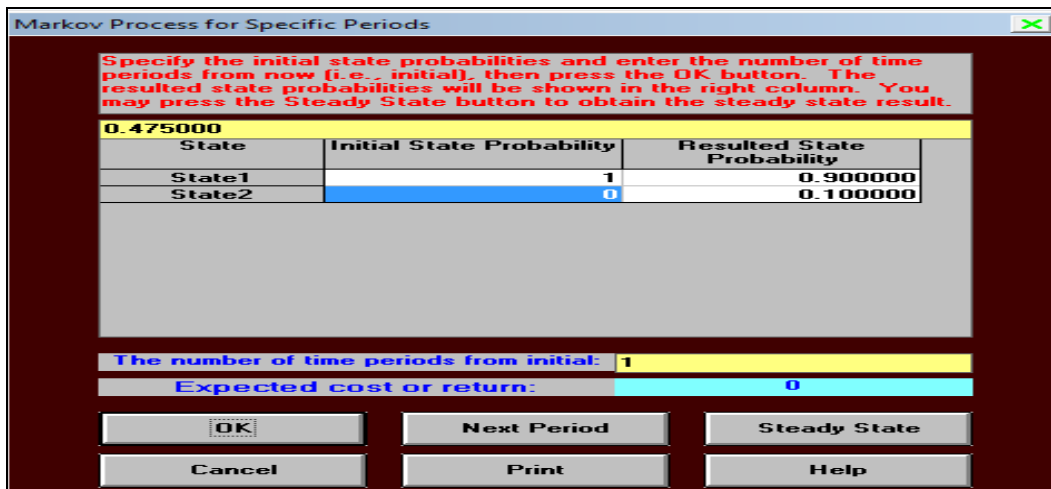 Markov Process for Specific Periods
Specify the initial state probabilities and enter the number of time
periods from now (i.e., initial), then press the OK button. The
resulted state probabilities will be shown in the right column. You
may press the Steady State button to obtain the steady state result.
0.475000
State Initial State Probability Resulted State Probability
State1 1 0.900000
State2 0 0.100000
The number of time periods from initial: 1
Expected cost or return: 0
OK Next Period Steady State
Cancel Print Help